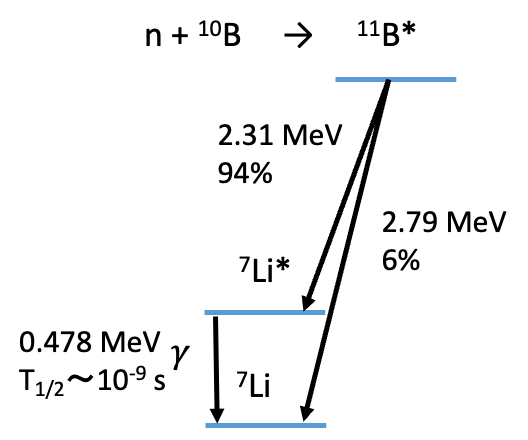 n + ¹⁰B → ¹¹B*
2.31 MeV
94%
2.79 MeV
6%
⁷Li*
0.478 MeV γ
T₁/₂～10⁻⁹ s
⁷Li